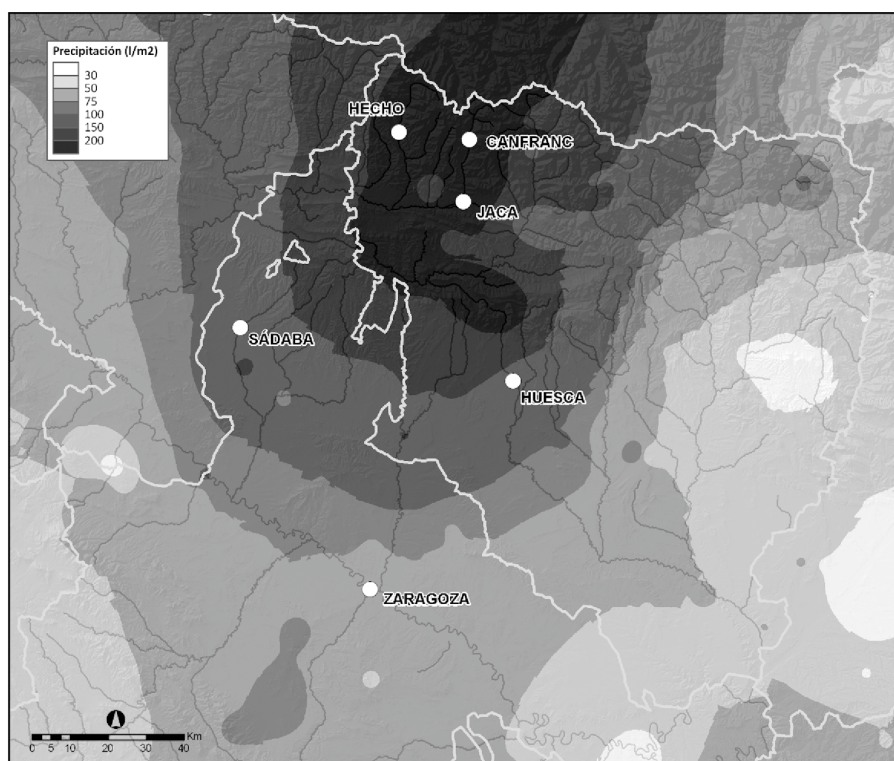 Precipitación (l/m2)
30
50
75
100
150
200
HECHO
CANFRANC
JACA
SÁDABA
HUESCA
ZARAGOZA
Km
0 5 10 20 30 40